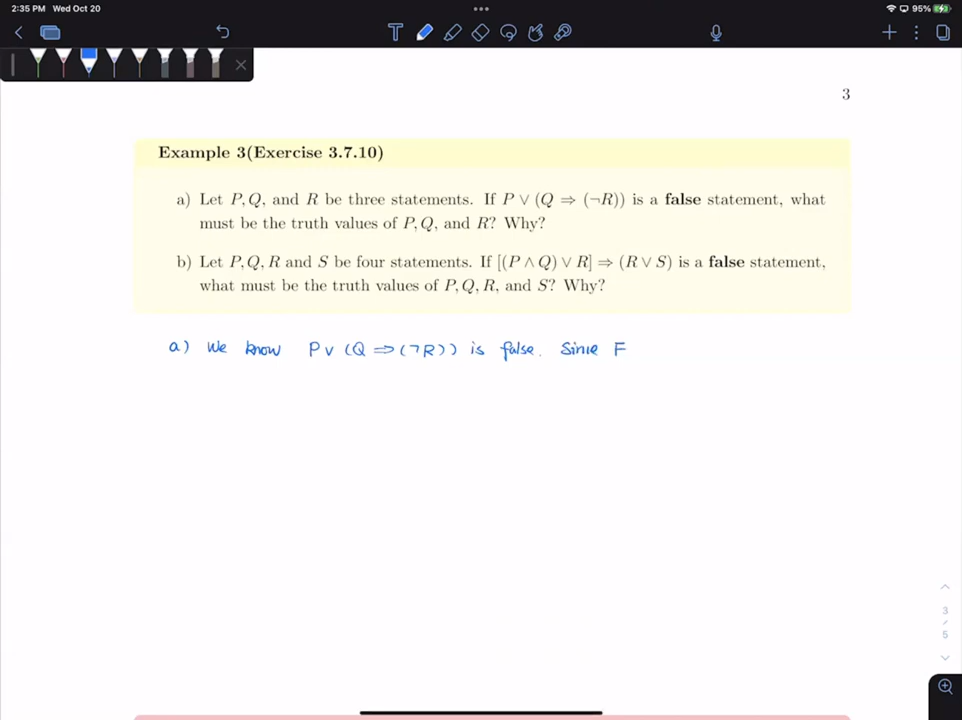 2:35 PM Wed Oct 20
95%
T
3
Example 3(Exercise 3.7.10)
a) Let P, Q, and R be three statements. If P ∨ (Q ⇒ (¬R)) is a false statement, what
must be the truth values of P, Q, and R? Why?
b) Let P, Q, R and S be four statements. If [(P ∧ Q) ∨ R] ⇒ (R ∨ S) is a false statement,
what must be the truth values of P, Q, R, and S? Why?
a) We know P ∨ (Q ⇒ (¬R)) is false. Since F
3
/
5